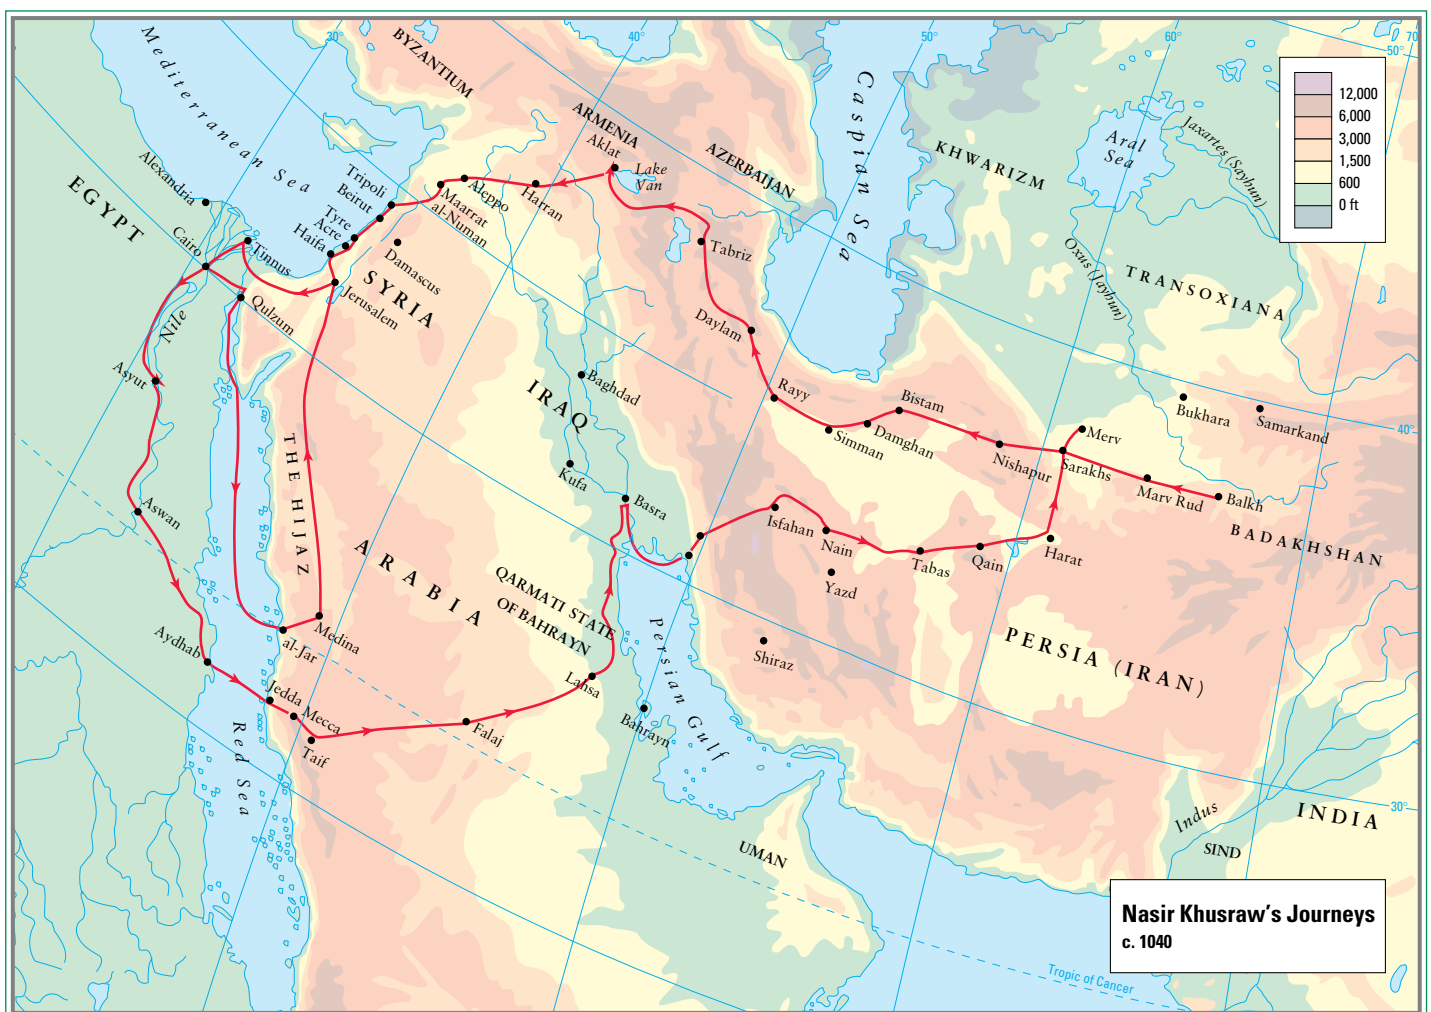 30°
40°
50°
60°
70
50°
Mediterranean Sea
BYZANTIUM
ARMENIA
Aklat
Lake
Van
AZERBAIJAN
Caspian Sea
KHWARIZM
Aral
Sea
Jaxartes (Sayhun)
12,000
6,000
3,000
1,500
600
0 ft
Alexandria
EGYPT
Cairo
Tinnus
Qulzum
Tripoli
Beirut
Tyre
Acre
Haifa
Aleppo
Maarrat
al-Numan
Harran
Damascus
SYRIA
Jerusalem
Tabriz
Daylam
Oxus (Jayhun)
TRANSOXIANA
Nile
Asyut
Baghdad
IRAQ
Kufa
Basra
Rayy
Simman
Damghan
Bistam
Nishapur
Merv
Sarakhs
Marv Rud
Balkh
Bukhara
Samarkand
40°
BADAKHSHAN
THE HIJAZ
Aswan
ARABIA
QARMATI STATE
OF BAHRAYN
Isfahan
Nain
Yazd
Tabas
Qain
Harat
Shiraz
PERSIA (IRAN)
Aydhab
al-Jar
Medina
Jedda
Mecca
Taif
Falaj
Lahsa
Bahrayn
Persian Gulf
Red Sea
UMAN
Indus
SIND
INDIA
30°
Tropic of Cancer
Nasir Khusraw's Journeys
c. 1040